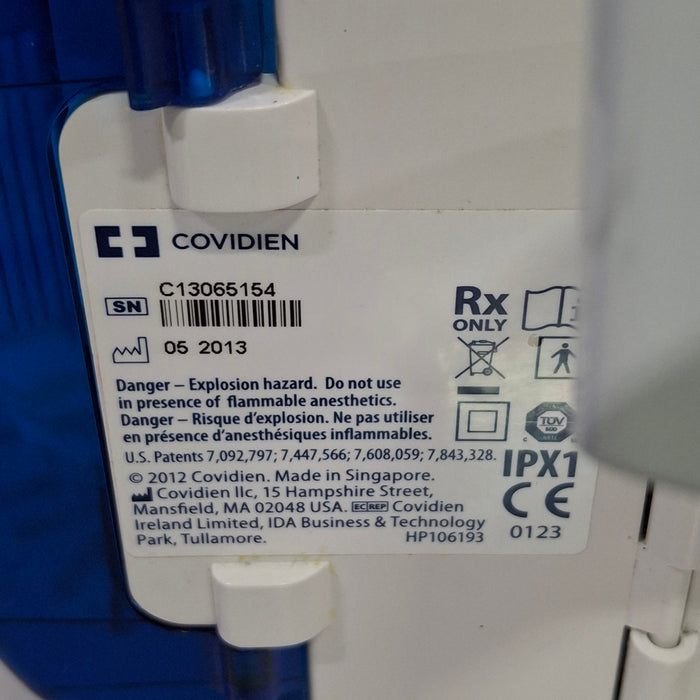 COVIDIEN
SN C13065154
05 2013
Rx
ONLY
Danger – Explosion hazard. Do not use
in presence of flammable anesthetics.
Danger – Risque d'explosion. Ne pas utiliser
en présence d'anesthésiques inflammables.
TÜV
SÜD
U.S. Patents 7,092,797; 7,447,566; 7,608,059; 7,843,328.
IPX1
© 2012 Covidien. Made in Singapore.
Covidien llc, 15 Hampshire Street,
Mansfield, MA 02048 USA. EC REP Covidien
Ireland Limited, IDA Business & Technology
Park, Tullamore. HP106193
CE
0123